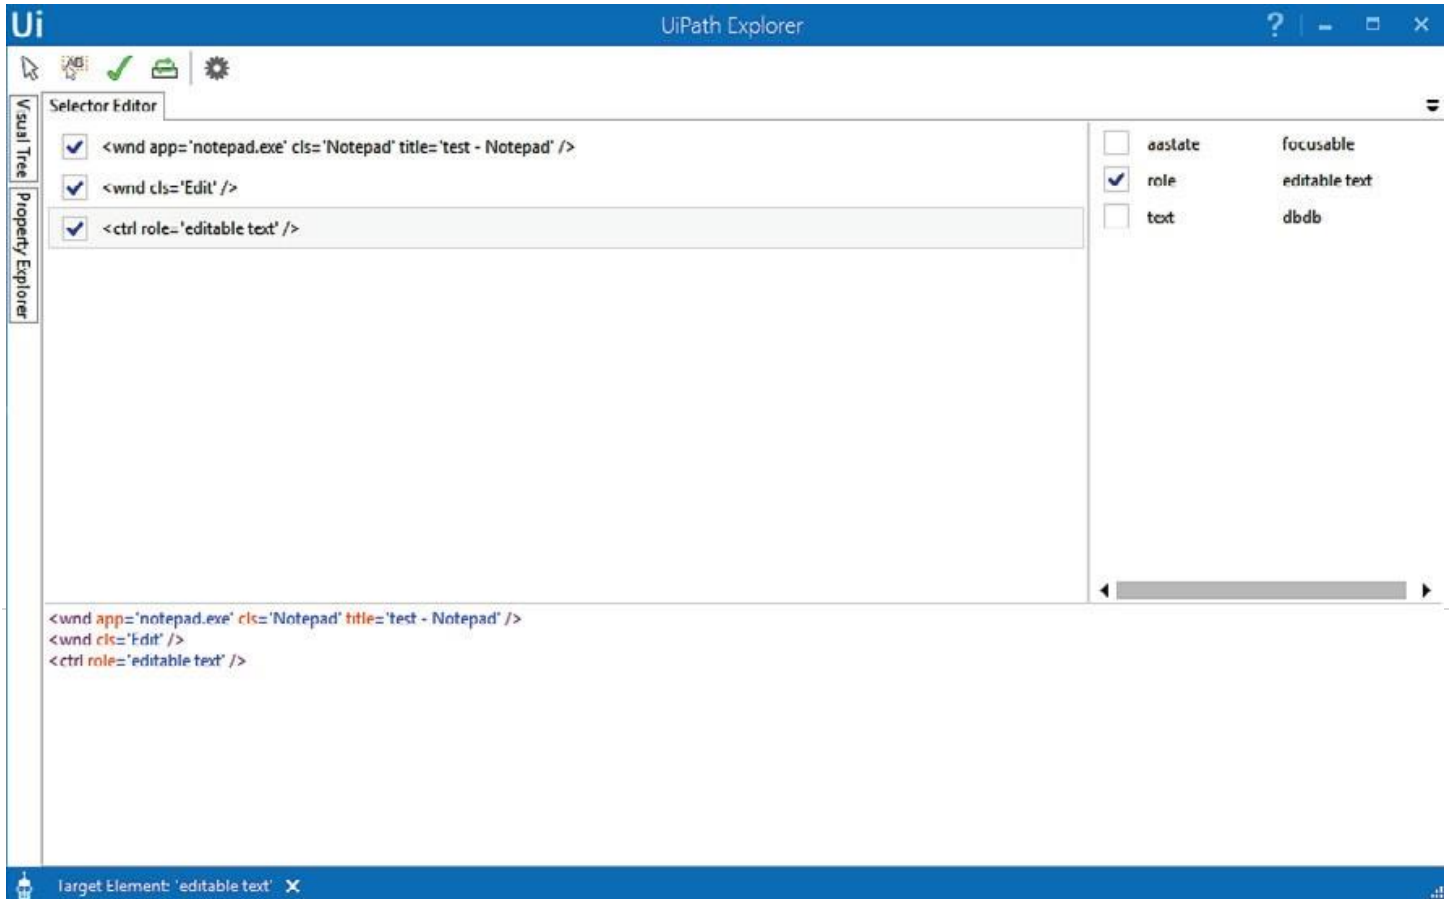 Ui UiPath Explorer ?
Selector Editor
Visual Tree
Property Explorer
<wnd app='notepad.exe' cls='Notepad' title='test - Notepad' />
<wnd cls='Edit' />
<ctrl role='editable text' />
aastate focusable
role editable text
text dbdb
<wnd app='notepad.exe' cls='Notepad' title='test - Notepad' />
<wnd cls='Edit' />
<ctrl role='editable text' />
Target Element: 'editable text' X